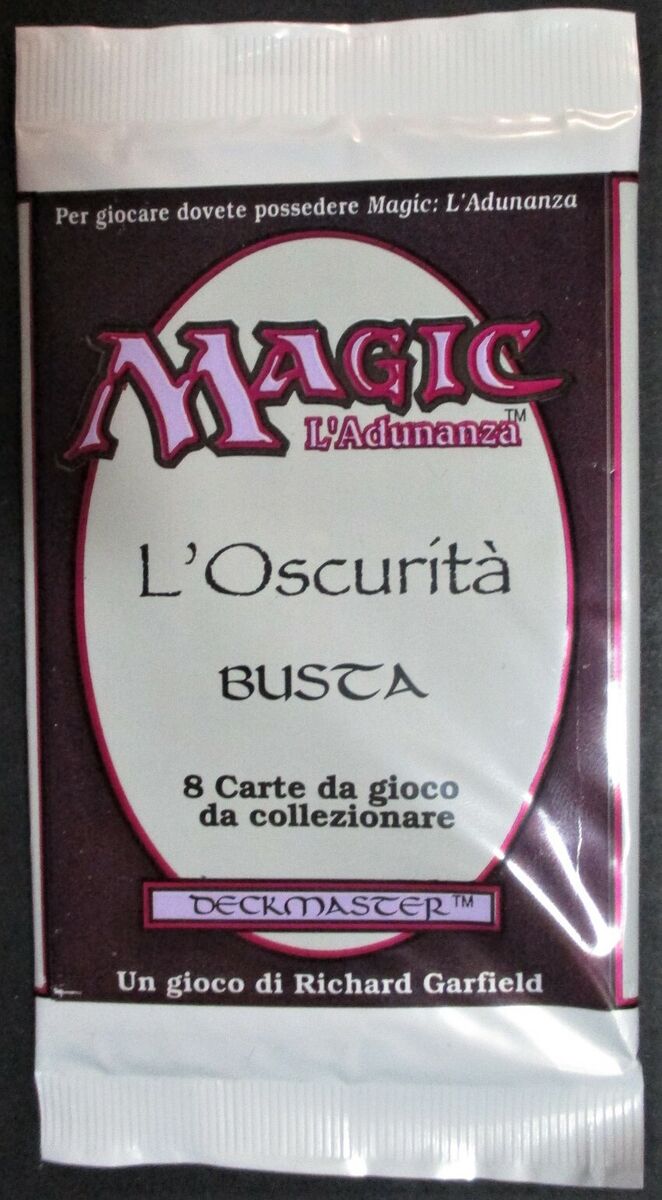 Per giocare dovete possedere Magic: L'Adunanza
MAGIC
L'Adunanza™
L'Oscurità
BUSTA
8 Carte da gioco
da collezionare
DECKMASTER™
Un gioco di Richard Garfield